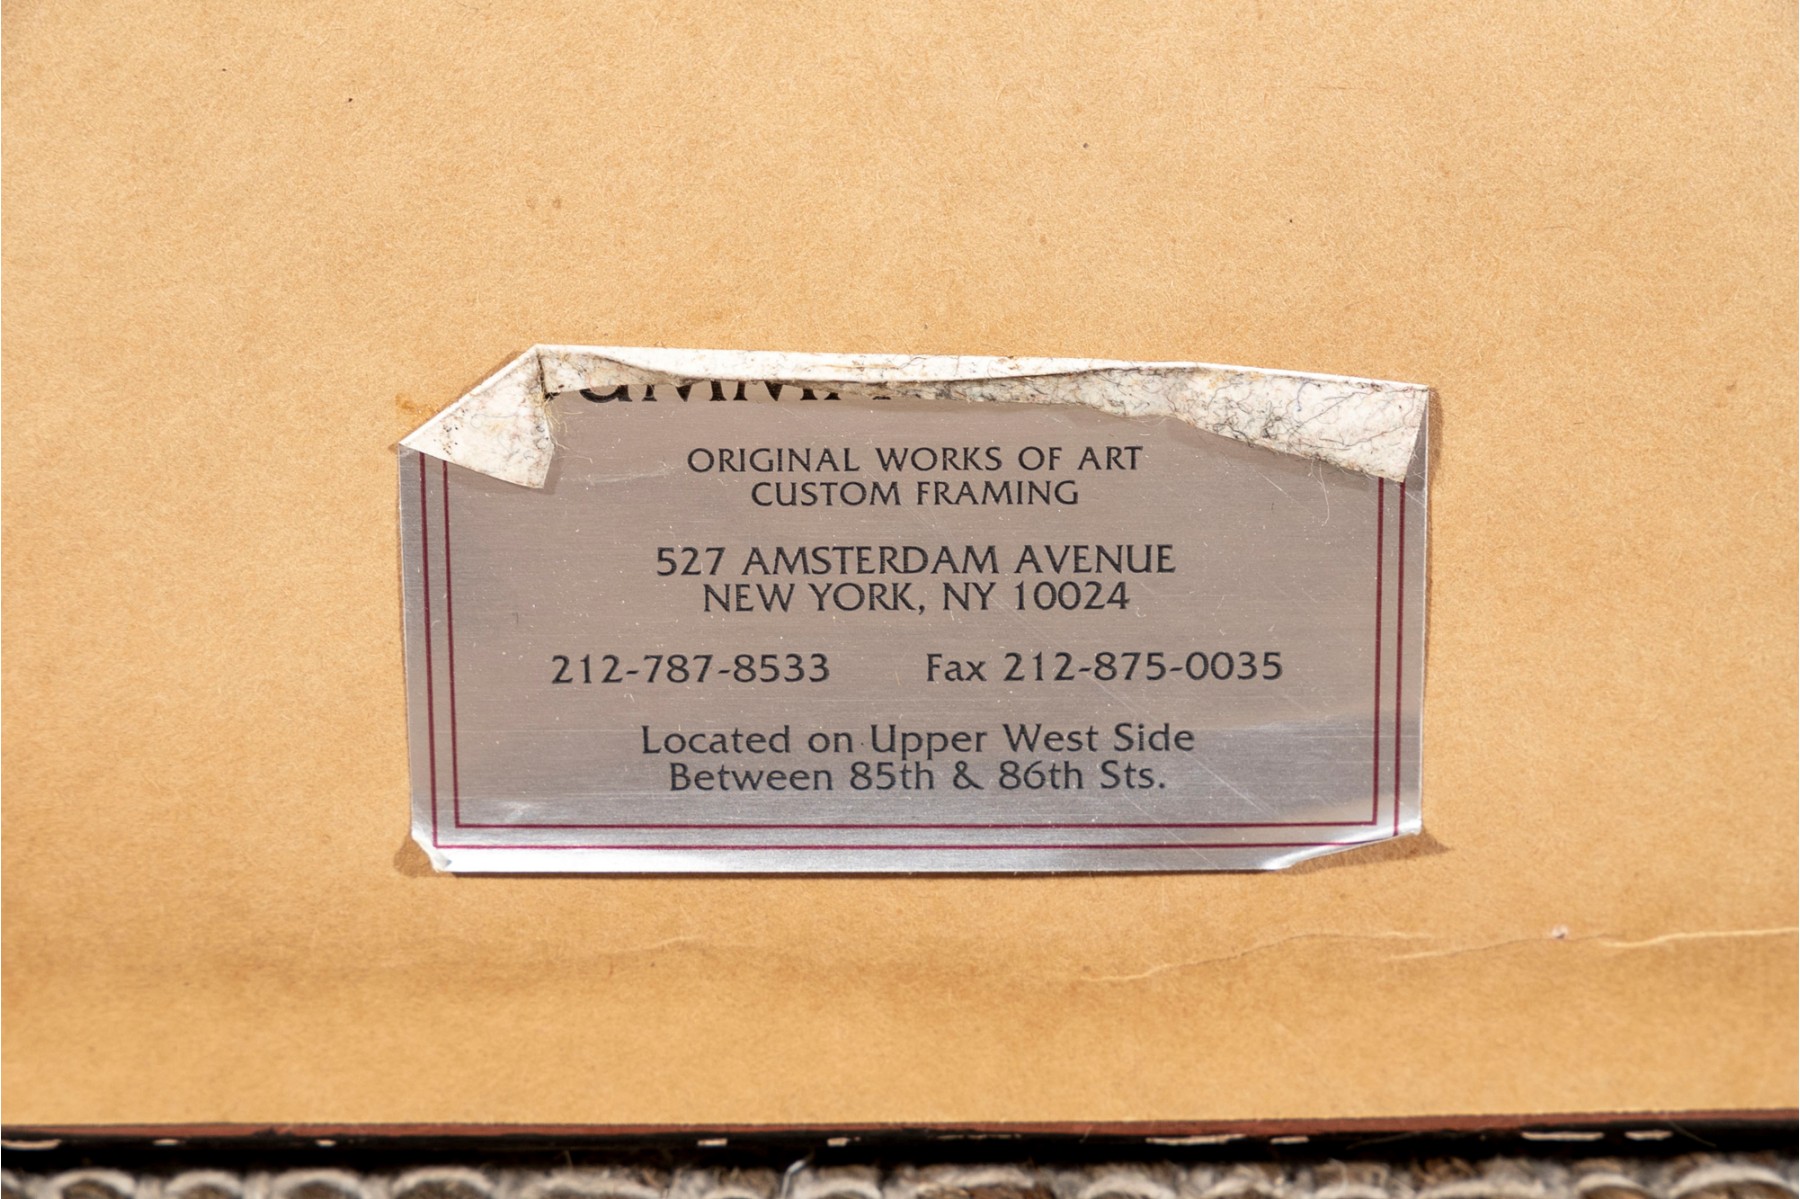 ORIGINAL WORKS OF ART
CUSTOM FRAMING
527 AMSTERDAM AVENUE
NEW YORK, NY 10024
212-787-8533 Fax 212-875-0035
Located on Upper West Side
Between 85th & 86th Sts.